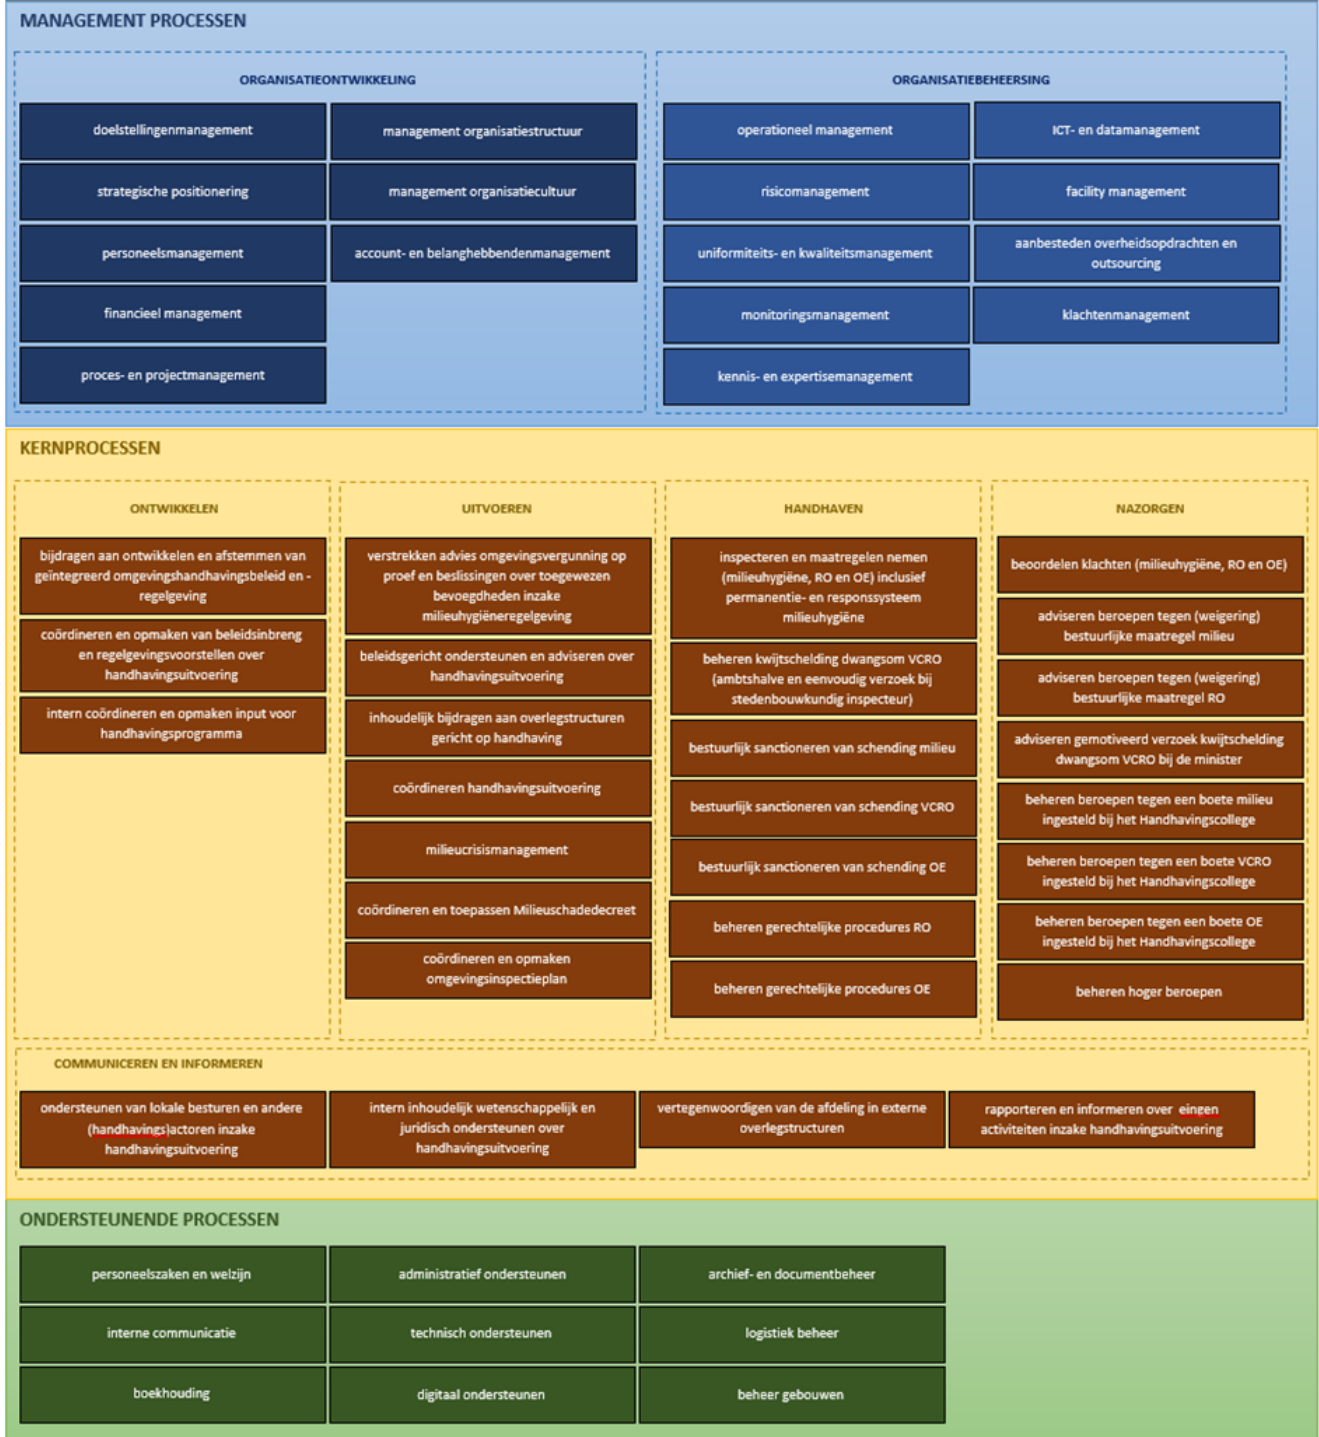 MANAGEMENT PROCESSEN
ORGANISATIEONTWIKKELING
doelstellingenmanagement
management organisatiestructuur
strategische positionering
management organisatiecultuur
personeelsmanagement
account- en belanghebbendenmanagement
financieel management
proces- en projectmanagement
ORGANISATIEBEHEERSING
operationeel management
ICT- en datamanagement
risicomanagement
facility management
uniformiteits- en kwaliteitsmanagement
aanbesteden overheidsopdrachten en
outsourcing
monitoringsmanagement
klachtenmanagement
kennis- en expertisemanagement
KERNPROCESSEN
ONTWIKKELEN
bijdragen aan ontwikkelen en afstemmen van
geïntegreerd omgevingshandhavingsbeleid en -
regelgeving
coördineren en opmaken van beleidsinbreng
en regelgevingsvoorstellen over
handhavingsuitvoering
intern coördineren en opmaken input voor
handhavingsprogramma
UITVOEREN
verstrekken advies omgevingsvergunning op
proef en beslissingen over toegewezen
bevoegdheden inzake
milieuhygiëneregelgeving
beleidsgericht ondersteunen en adviseren over
handhavingsuitvoering
inhoudelijk bijdragen aan overlegstructuren
gericht op handhaving
coördineren handhavingsuitvoering
milieucrisismanagement
coördineren en toepassen Milieuschadedecreet
coördineren en opmaken
omgevingsinspectieplan
HANDHAVEN
inspecteren en maatregelen nemen
(milieuhygiëne, RO en OE) inclusief
permanentie- en responssysteem
milieuhygiëne
beheren kwijtschelding dwangsom VCRO
(ambtshalve en eenvoudig verzoek bij
stedenbouwkundig inspecteur)
bestuurlijk sanctioneren van schending milieu
bestuurlijk sanctioneren van schending VCRO
bestuurlijk sanctioneren van schending OE
beheren gerechtelijke procedures RO
beheren gerechtelijke procedures OE
NAZORGEN
beoordelen klachten (milieuhygiëne, RO en OE)
adviseren beroepen tegen (weigering)
bestuurlijke maatregel milieu
adviseren beroepen tegen (weigering)
bestuurlijke maatregel RO
adviseren gemotiveerd verzoek kwijtschelding
dwangsom VCRO bij de minister
beheren beroepen tegen een boete milieu
ingesteld bij het Handhavingscollege
beheren beroepen tegen een boete VCRO
ingesteld bij het Handhavingscollege
beheren beroepen tegen een boete OE
ingesteld bij het Handhavingscollege
beheren hoger beroepen
COMMUNICEREN EN INFORMEREN
ondersteunen van lokale besturen en andere
(handhavings)actoren inzake
handhavingsuitvoering
intern inhoudelijk wetenschappelijk en
juridisch ondersteunen over
handhavingsuitvoering
vertegenwoordigen van de afdeling in externe
overlegstructuren
rapporteren en informeren over eingen
activiteiten inzake handhavingsuitvoering
ONDERSTEUNENDE PROCESSEN
personeelszaken en welzijn
administratief ondersteunen
archief- en documentbeheer
interne communicatie
technisch ondersteunen
logistiek beheer
boekhouding
digitaal ondersteunen
beheer gebouwen